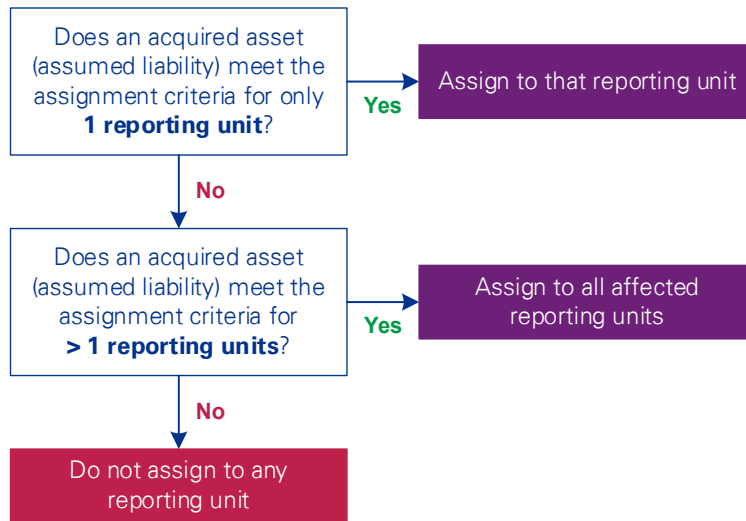 Does an acquired asset
(assumed liability) meet the
assignment criteria for only
1 reporting unit?
Yes
Assign to that reporting unit
No
Does an acquired asset
(assumed liability) meet the
assignment criteria for
> 1 reporting units?
Yes
Assign to all affected
reporting units
No
Do not assign to any
reporting unit